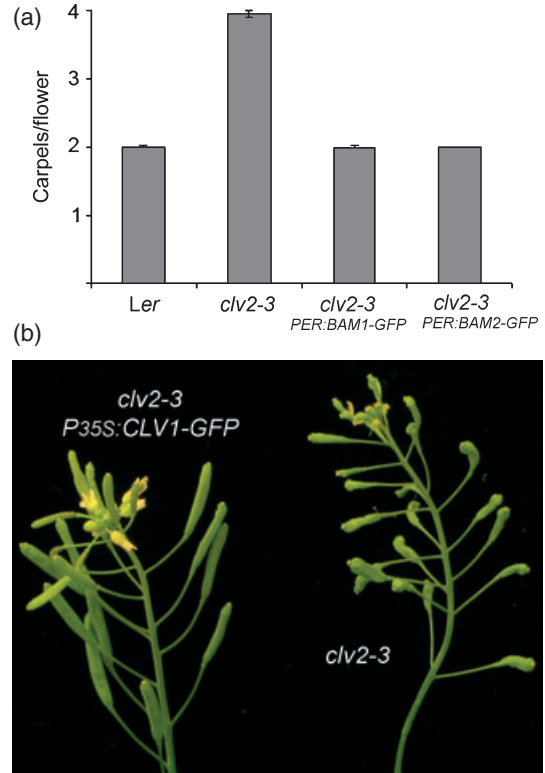 (a)
Carpels/flower
4
3
2
1
Ler
clv2-3
clv2-3
PER:BAM1-GFP
clv2-3
PER:BAM2-GFP
(b)
clv2-3
P35S:CLV1-GFP
clv2-3